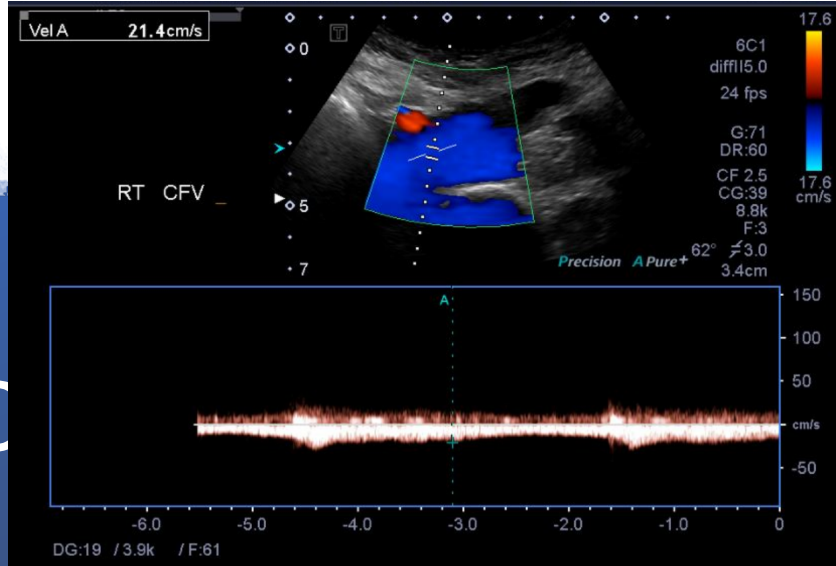 Vel A 21.4cm/s
T
0
5
7
RT CFV _
17.6
6C1
diffII5.0
24 fps
G:71
DR:60
CF 2.5
CG:39
8.8k
F:3
62° ≠3.0
3.4cm
17.6
cm/s
Precision A Pure+
A
150
100
50
cm/s
-50
-6.0 -5.0 -4.0 -3.0 -2.0 -1.0 0
DG:19 / 3.9k / F:61